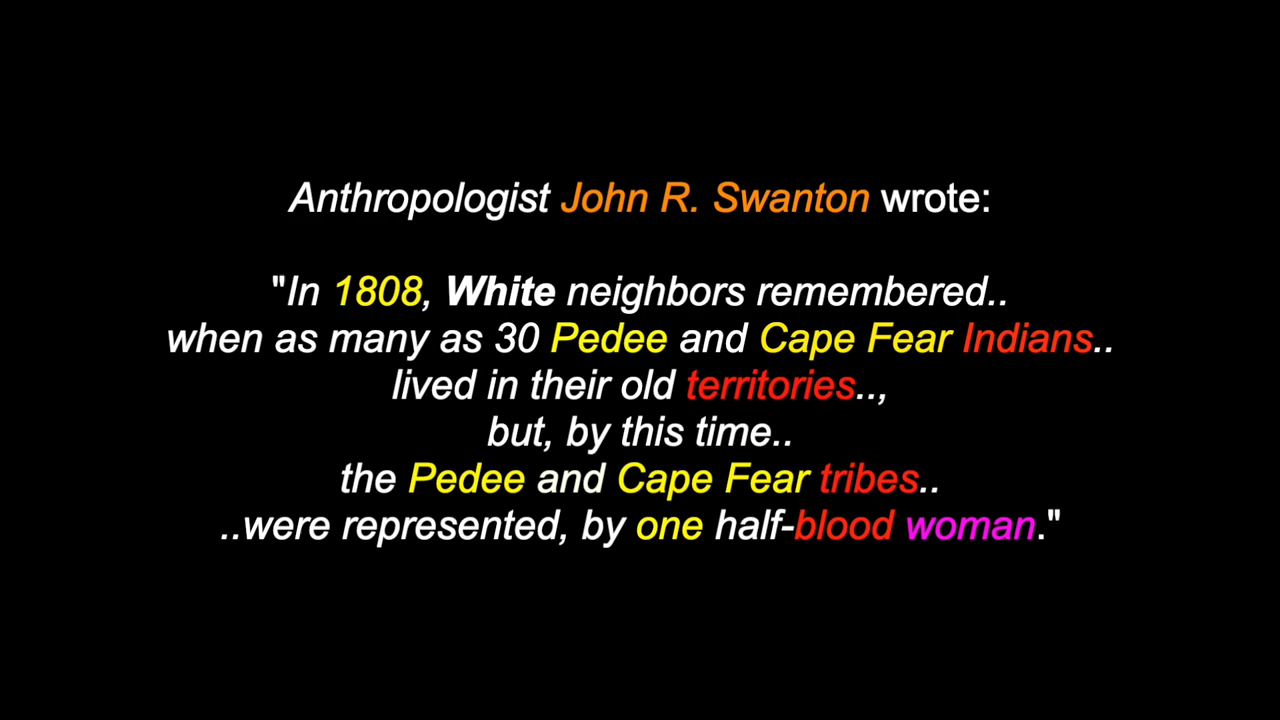 Anthropologist John R. Swanton wrote:
"In 1808, White neighbors remembered..
when as many as 30 Pedee and Cape Fear Indians..
lived in their old territories..,
but, by this time..
the Pedee and Cape Fear tribes..
..were represented, by one half-blood woman."